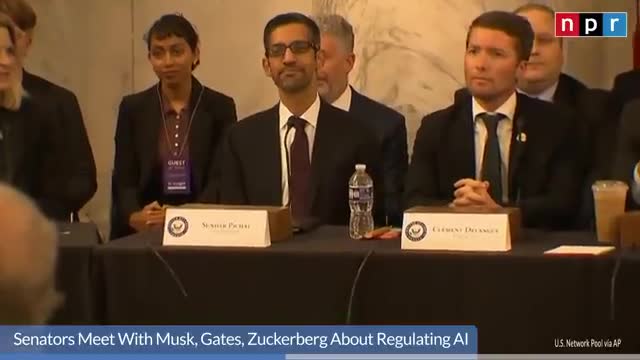 npr
GUEST
SUNDAR PICHAI
CLÉMENT DELANGUE
Senators Meet With Musk, Gates, Zuckerberg About Regulating AI
U.S. Network Pool via AP